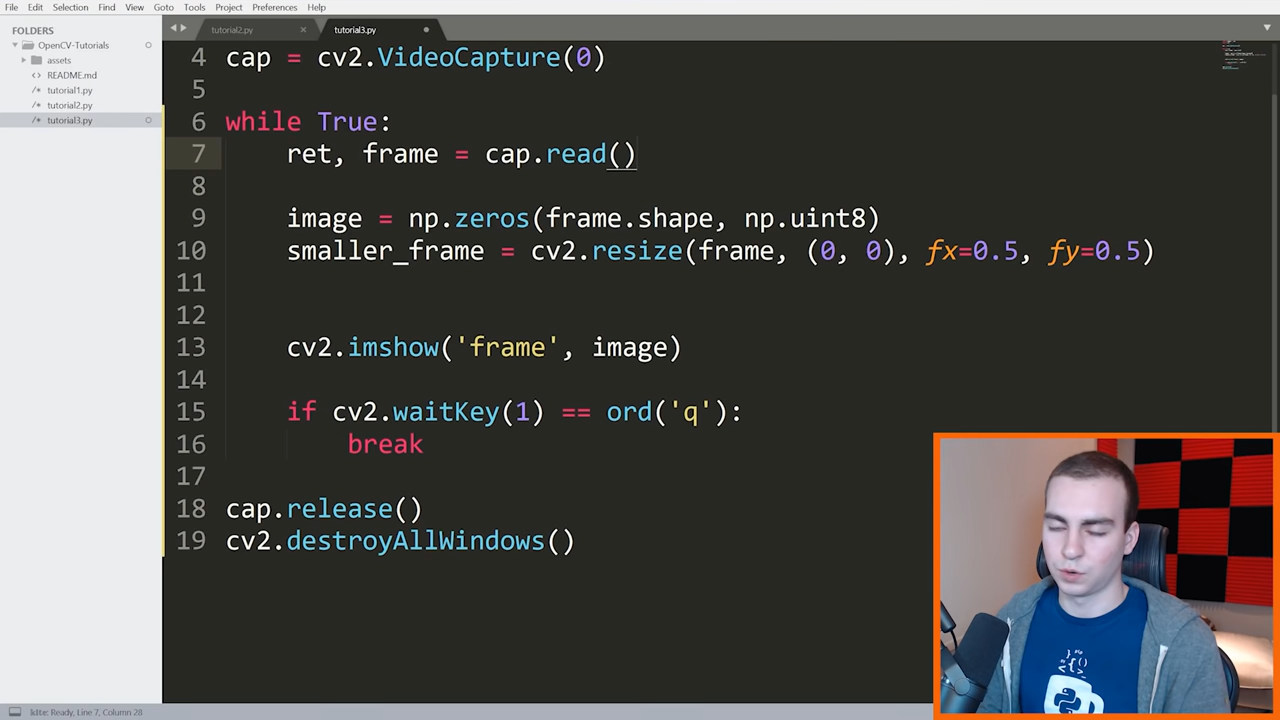 File Edit Selection Find View Goto Tools Project Preferences Help
FOLDERS
OpenCV-Tutorials
assets
README.md
tutorial1.py
tutorial2.py
tutorial3.py
tutorial2.py
tutorial3.py
4 cap = cv2.VideoCapture(0)
5
6 while True:
7 ret, frame = cap.read()
8
9 image = np.zeros(frame.shape, np.uint8)
10 smaller_frame = cv2.resize(frame, (0, 0), fx=0.5, fy=0.5)
11
12
13 cv2.imshow('frame', image)
14
15 if cv2.waitKey(1) == ord('q'):
16 break
17
18 cap.release()
19 cv2.destroyAllWindows()
Ready, Line 7, Column 28